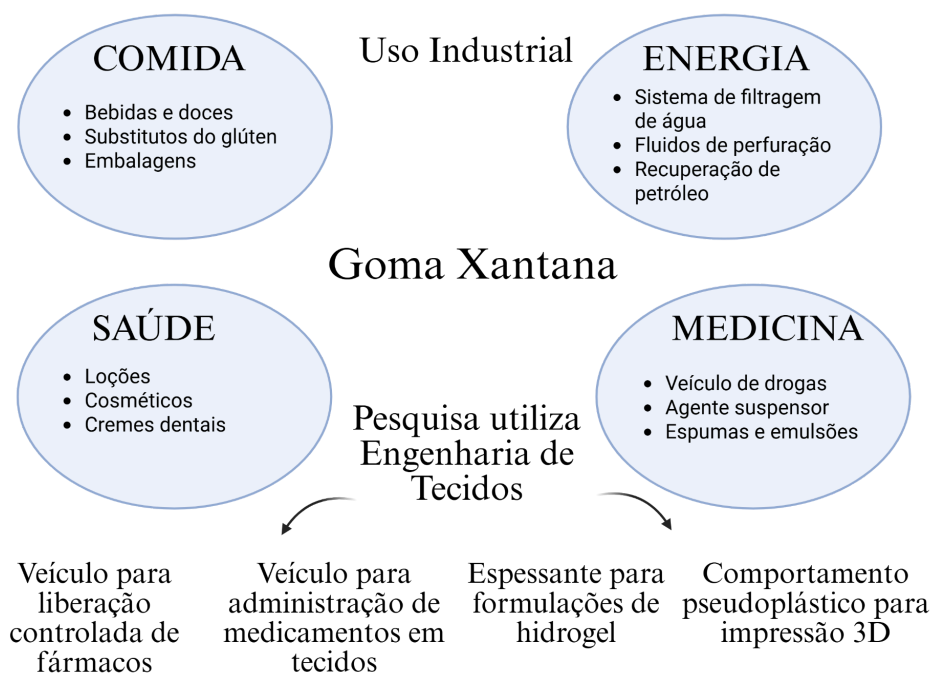 COMIDA
• Bebidas e doces
• Substitutos do glúten
• Embalagens
Uso Industrial
ENERGIA
• Sistema de filtragem
de água
• Fluidos de perfuração
• Recuperação de
petróleo
Goma Xantana
SAÚDE
• Loções
• Cosméticos
• Cremes dentais
MEDICINA
• Veículo de drogas
• Agente suspensor
• Espumas e emulsões
Pesquisa utiliza
Engenharia de
Tecidos
Veículo para
liberação
controlada de
fármacos
Veículo para
administração de
medicamentos em
tecidos
Espessante para
formulações de
hidrogel
Comportamento
pseudoplástico para
impressão 3D